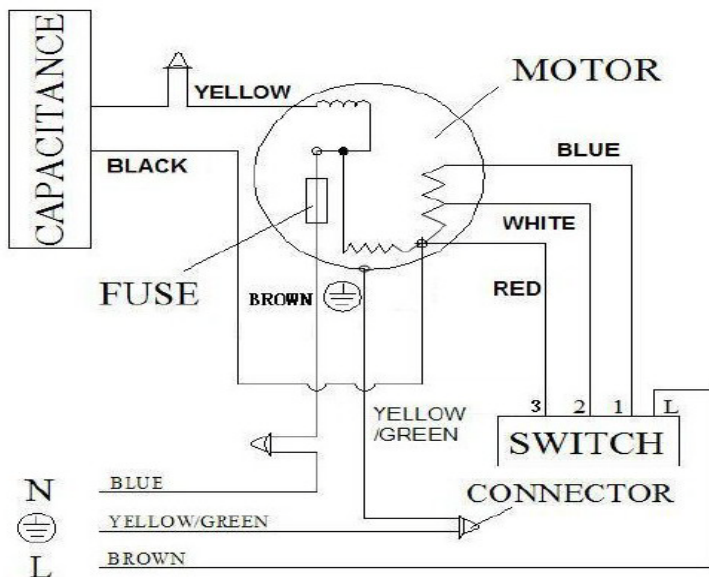 CAPACITANCE
YELLOW
MOTOR
BLACK
BLUE
WHITE
FUSE
BROWN
RED
YELLOW
/GREEN
3 2 1 L
SWITCH
N BLUE
CONNECTOR
YELLOW/GREEN
L BROWN